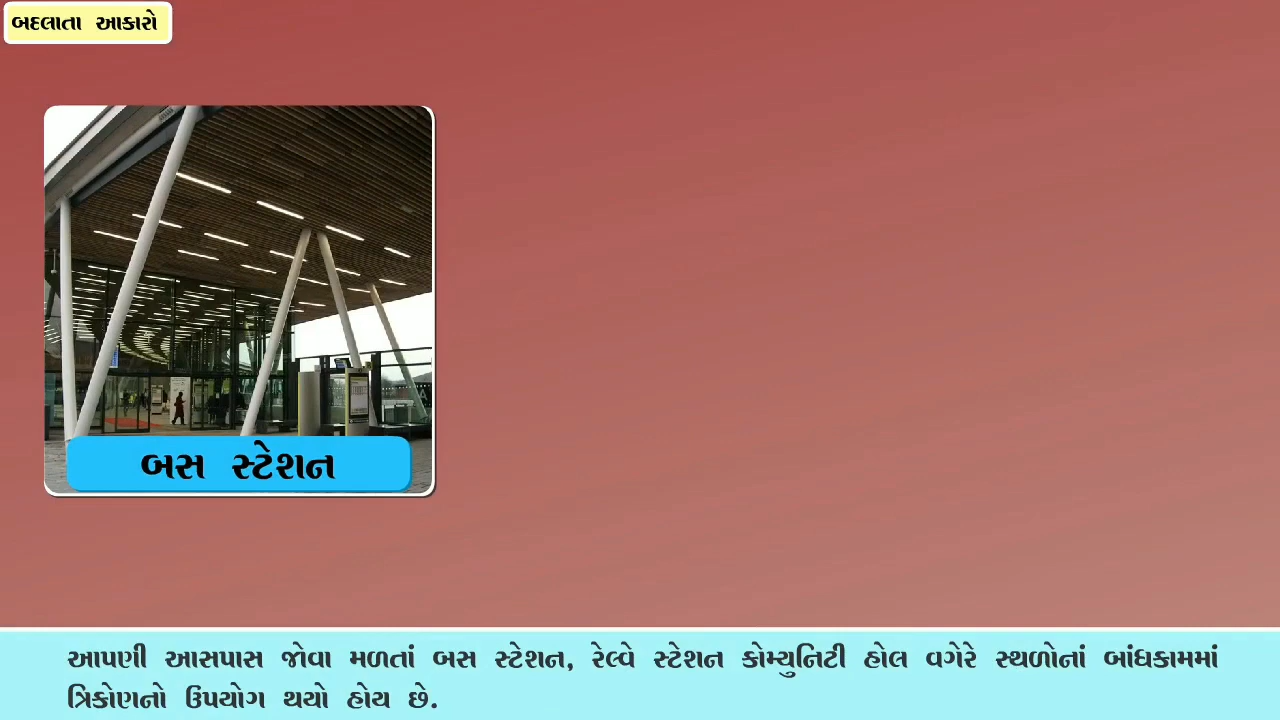 બદલાતા આકારો
બસ સ્ટેશન
આપણી આસપાસ જોવા મળતાં બસ સ્ટેશન, રેલ્વે સ્ટેશન કોમ્યુનિટી હોલ વગેરે સ્થળોનાં બાંધકામમાં
ત્રિકોણનો ઉપયોગ થયો હોય છે.